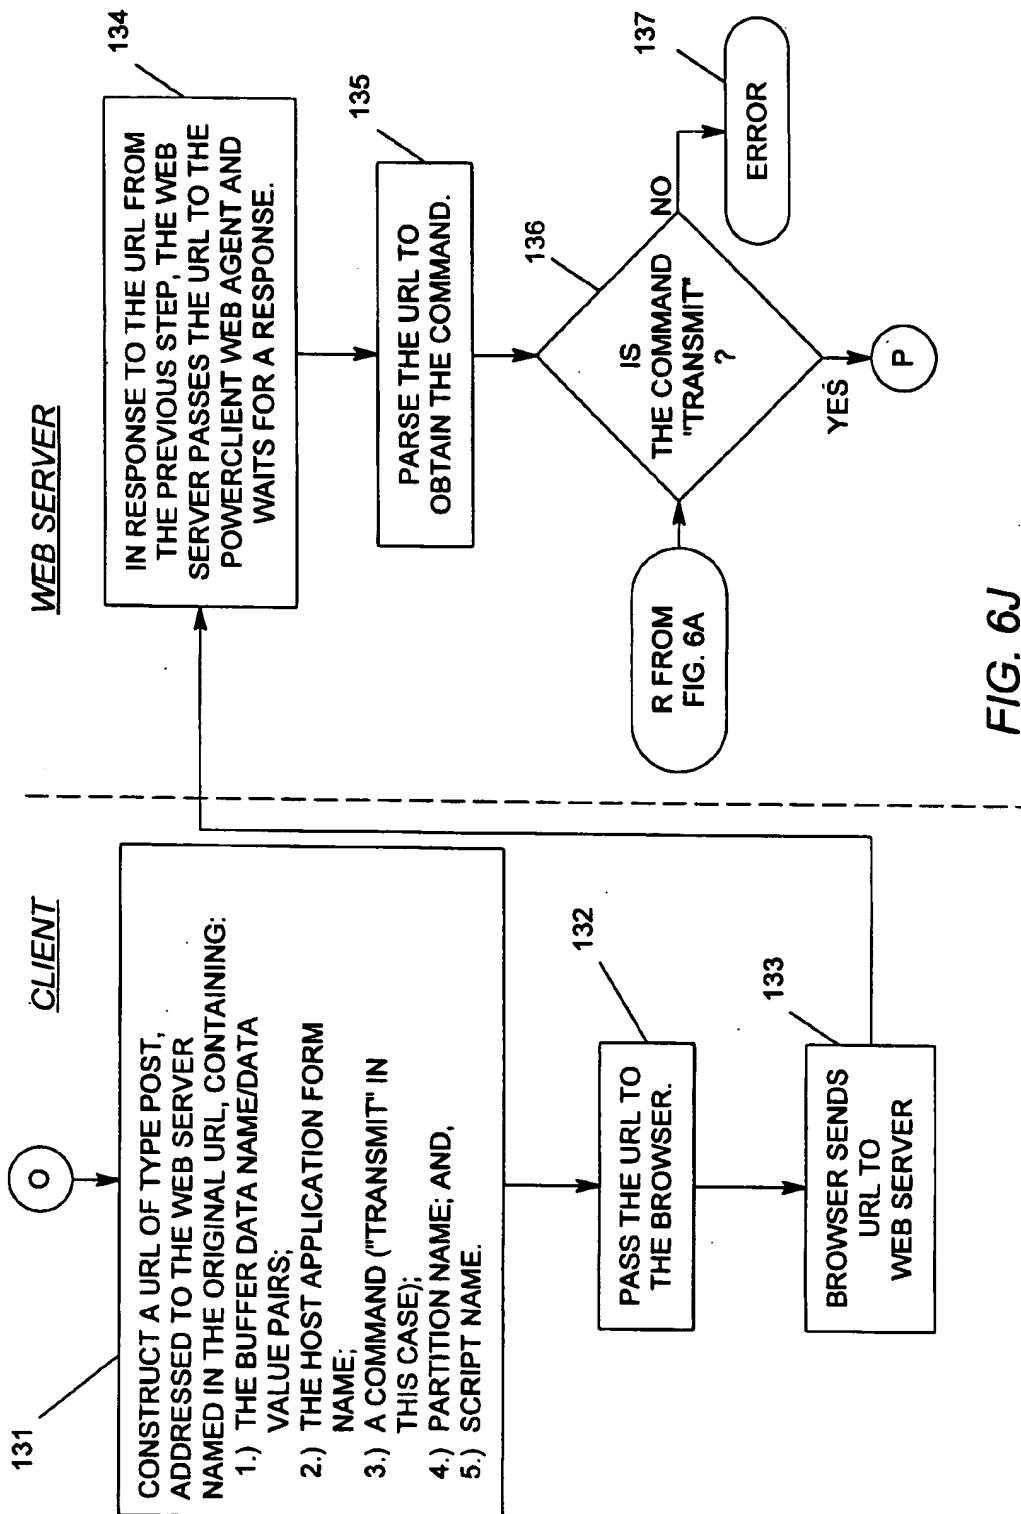 CLIENT
O
131
CONSTRUCT A URL OF TYPE POST,
ADDRESSED TO THE WEB SERVER
NAMED IN THE ORIGINAL URL, CONTAINING:
1.) THE BUFFER DATA NAME/DATA
VALUE PAIRS;
2.) THE HOST APPLICATION FORM
NAME;
3.) A COMMAND ("TRANSMIT" IN
THIS CASE);
4.) PARTITION NAME; AND,
5.) SCRIPT NAME.
132
PASS THE URL TO
THE BROWSER.
133
BROWSER SENDS
URL TO
WEB SERVER
WEB SERVER
134
IN RESPONSE TO THE URL FROM
THE PREVIOUS STEP, THE WEB
SERVER PASSES THE URL TO THE
POWERCLIENT WEB AGENT AND
WAITS FOR A RESPONSE.
135
PARSE THE URL TO
OBTAIN THE COMMAND.
136
IS
THE COMMAND
"TRANSMIT"
?
R FROM
FIG. 6A
NO
137
ERROR
YES
P
FIG. 6J